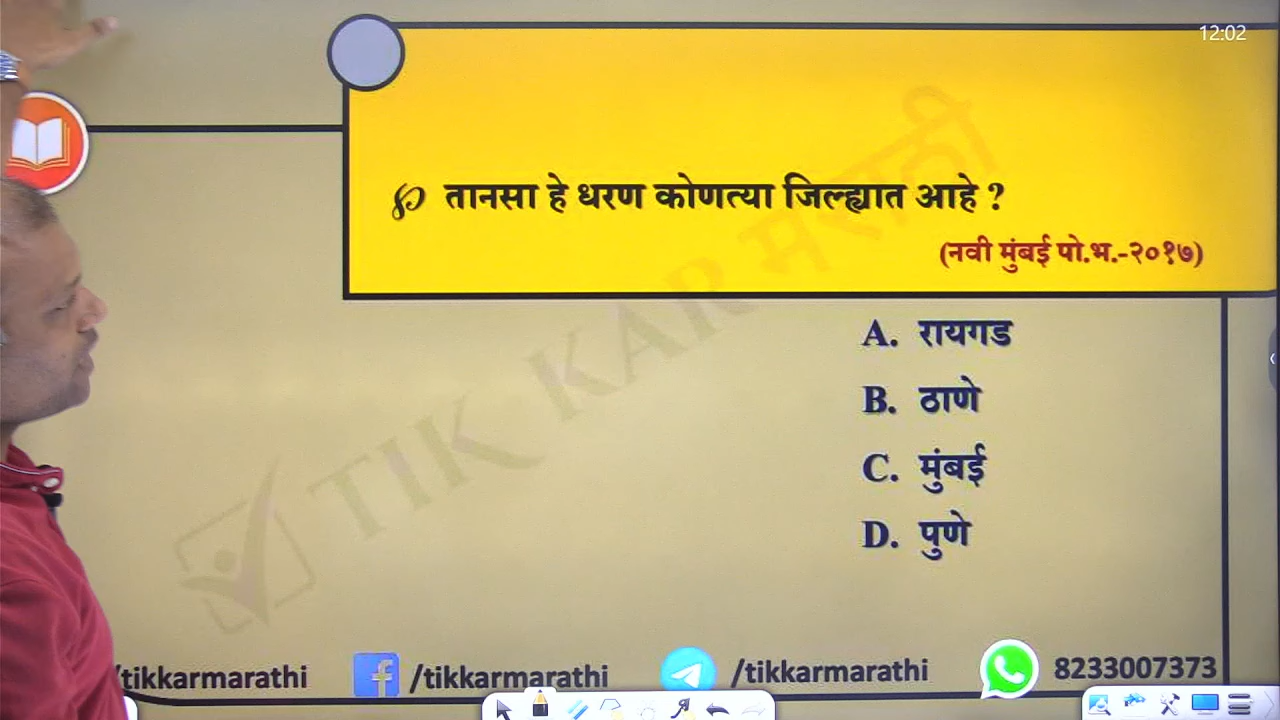 12:02
तानसा हे धरण कोणत्या जिल्ह्यात आहे ?
(नवी मुंबई पो.भ.-२०१७)
A. रायगड
B. ठाणे
C. मुंबई
D. पुणे
TIK KAR मराठी
/tikkarmarathi /tikkarmarathi /tikkarmarathi 8233007373